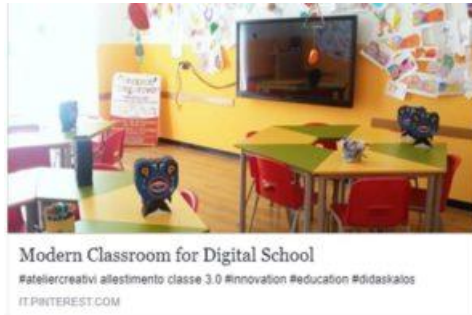 Modern Classroom for Digital School
#ateliercreativi allestimento classe 3.0 #innovation #education #didaskalos
IT.PINTEREST.COM